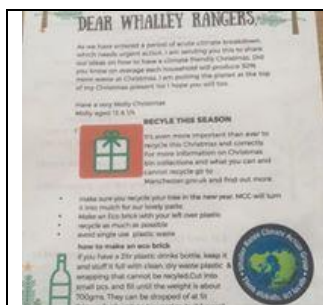 DEAR WHALLEY RANGERS,
As we have entered a period of acute climate breakdown,
which needs urgent action. I am sending you this to share
our ideas on how to have a climate friendly Christmas. Did
you know on manage each household will produce 30%
more waste at Christmas. I am putting the planet at the top
of my Christmas present list I hope you will too.
Have a very Molly Christmas
Molly aged 13 & 1/4
RECYLE THIS SEASON
It's even more important than ever to
recycle this Christmas and correctly.
For more information on Christmas
bin collections and what you can and
cannot recycle go to
Manchester.gov.uk and find out more.
make sure you recycle your tree in the new year. MCC will turn
it into mulch for our lovely parks
Make an Eco brick with your left over plastic
recycle as much as possible
avoid single use plastic waste
how to make an eco brick
if you have a 2ltr plastic drinks bottle, keep it
and stuff it full with clean, dry waste plastic &
wrapping that cannot be recycled. Cut into
small pcs. and fill until the weight is about
700gms. They can be dropped of at St